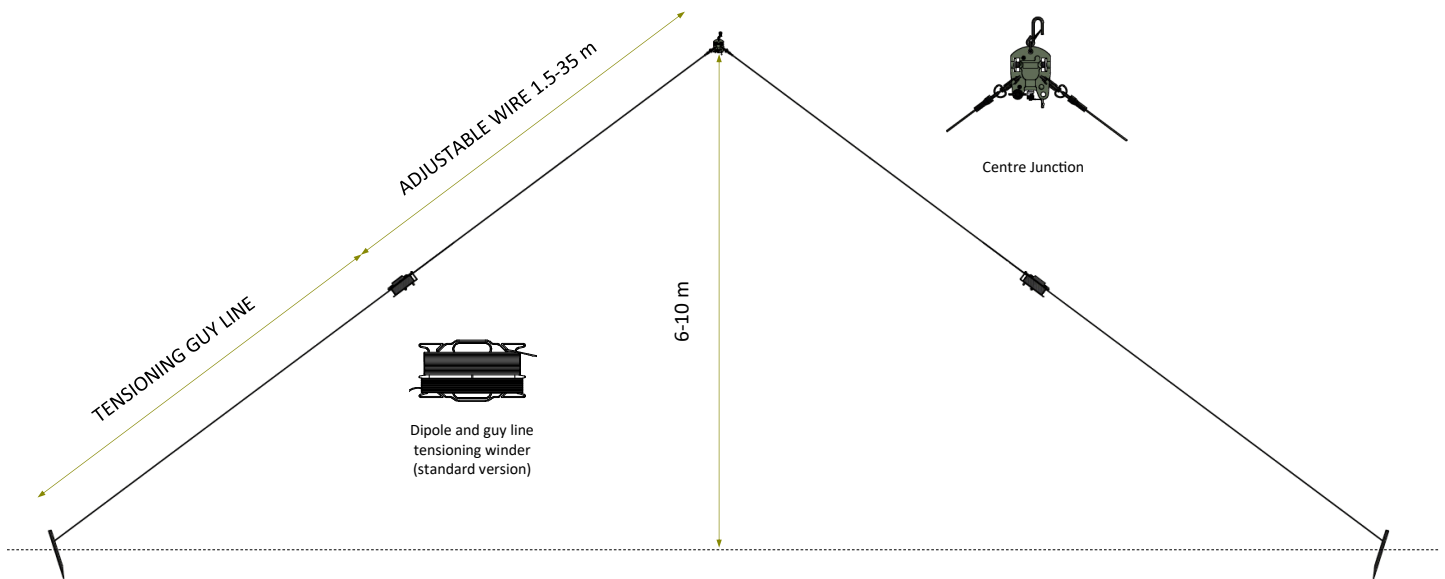 ADJUSTABLE WIRE 1.5-35 m
TENSIONING GUY LINE
Centre Junction
6-10 m
Dipole and guy line
tensioning winder
(standard version)